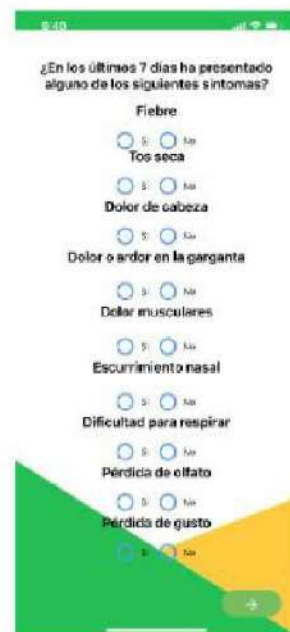 9:40
¿En los últimos 7 días ha presentado
alguno de los siguientes síntomas?
Fiebre
Sí No
Tos seca
Sí No
Dolor de cabeza
Sí No
Dolor o ardor en la garganta
Sí No
Dolor musculares
Sí No
Escurrimiento nasal
Sí No
Dificultad para respirar
Sí No
Pérdida de olfato
Sí No
Pérdida de gusto
Sí No